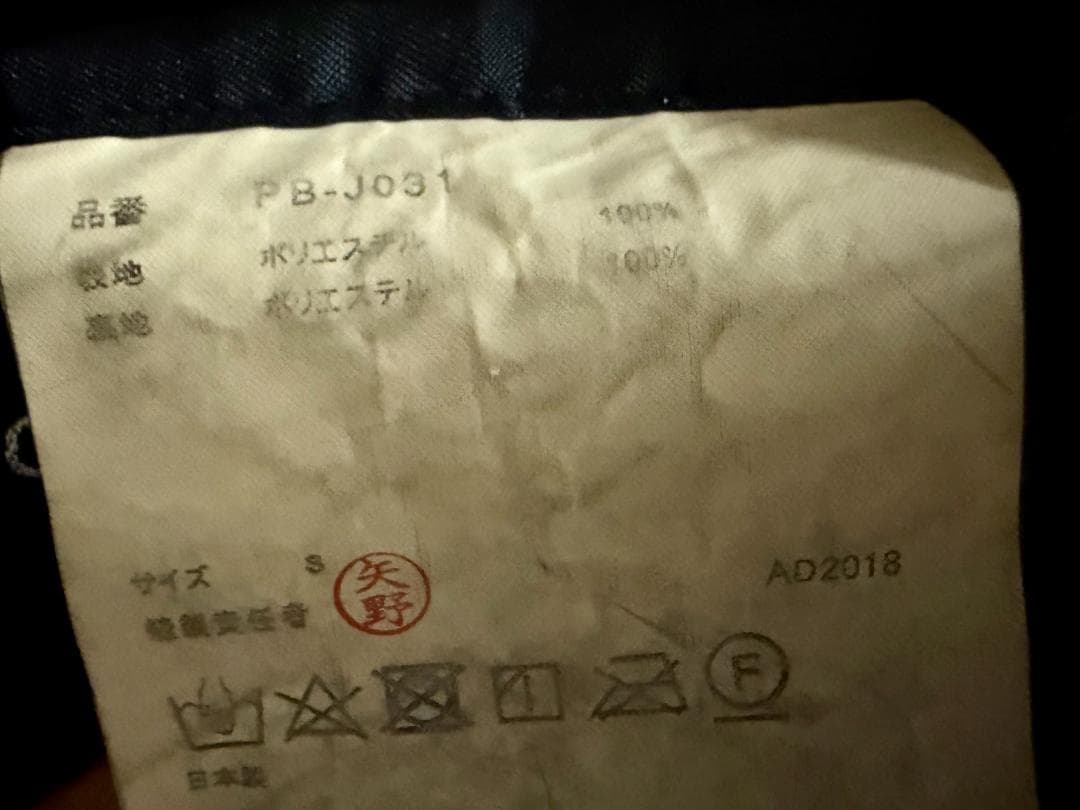 品番 PB-J031
表地 ポリエステル 100%
裏地 ポリエステル 100%
サイズ S
AD2018
縫製責任者 矢野
F
日本製